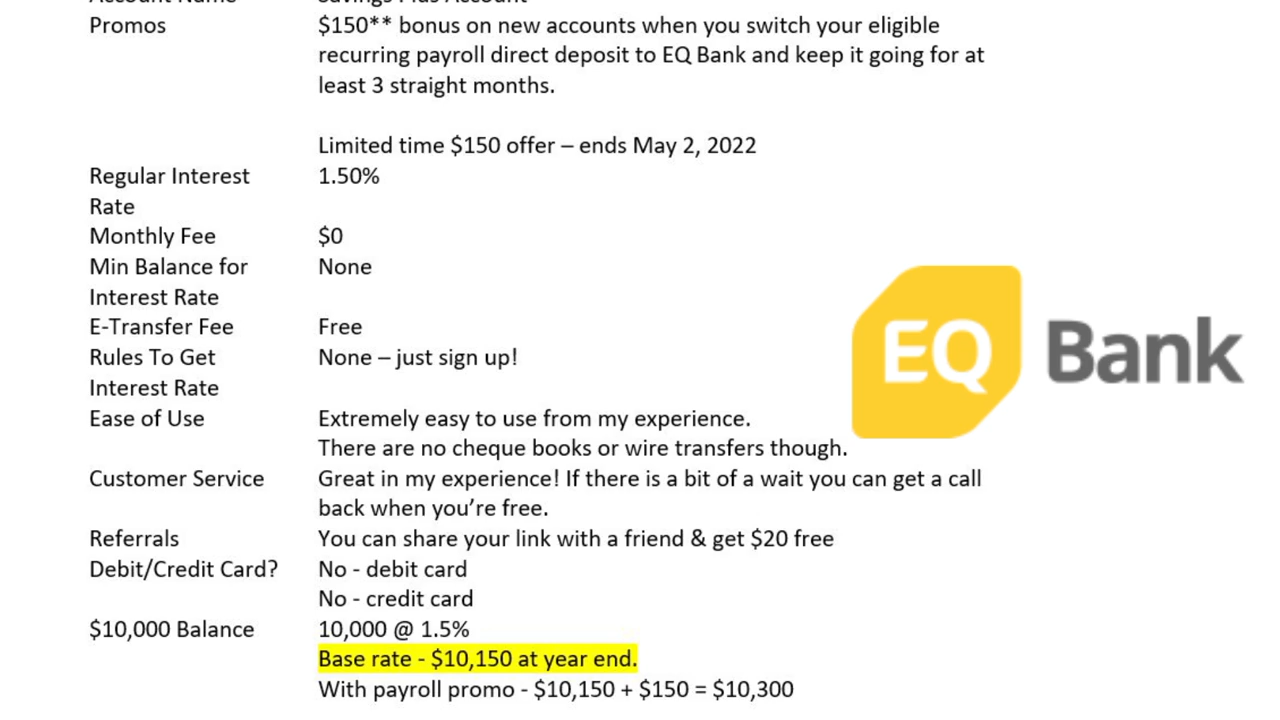 Account Name Savings Plus Account
Promos $150** bonus on new accounts when you switch your eligible
recurring payroll direct deposit to EQ Bank and keep it going for at
least 3 straight months.
Limited time $150 offer – ends May 2, 2022
Regular Interest 1.50%
Rate
Monthly Fee $0
Min Balance for None
Interest Rate
E-Transfer Fee Free
Rules To Get None – just sign up!
Interest Rate
EQ Bank
Ease of Use Extremely easy to use from my experience.
There are no cheque books or wire transfers though.
Customer Service Great in my experience! If there is a bit of a wait you can get a call
back when you’re free.
Referrals You can share your link with a friend & get $20 free
Debit/Credit Card? No - debit card
No - credit card
$10,000 Balance 10,000 @ 1.5%
Base rate - $10,150 at year end.
With payroll promo - $10,150 + $150 = $10,300